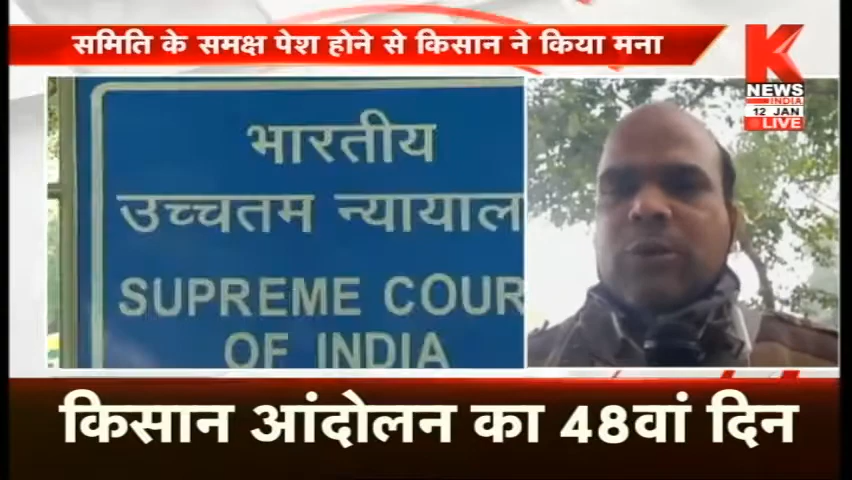 समिति के समक्ष पेश होने से किसान ने किया मना
K
NEWS
INDIA
12 JAN
LIVE
भारतीय
उच्चतम न्यायाल
SUPREME COUR
OF INDIA
किसान आंदोलन का 48वां दिन